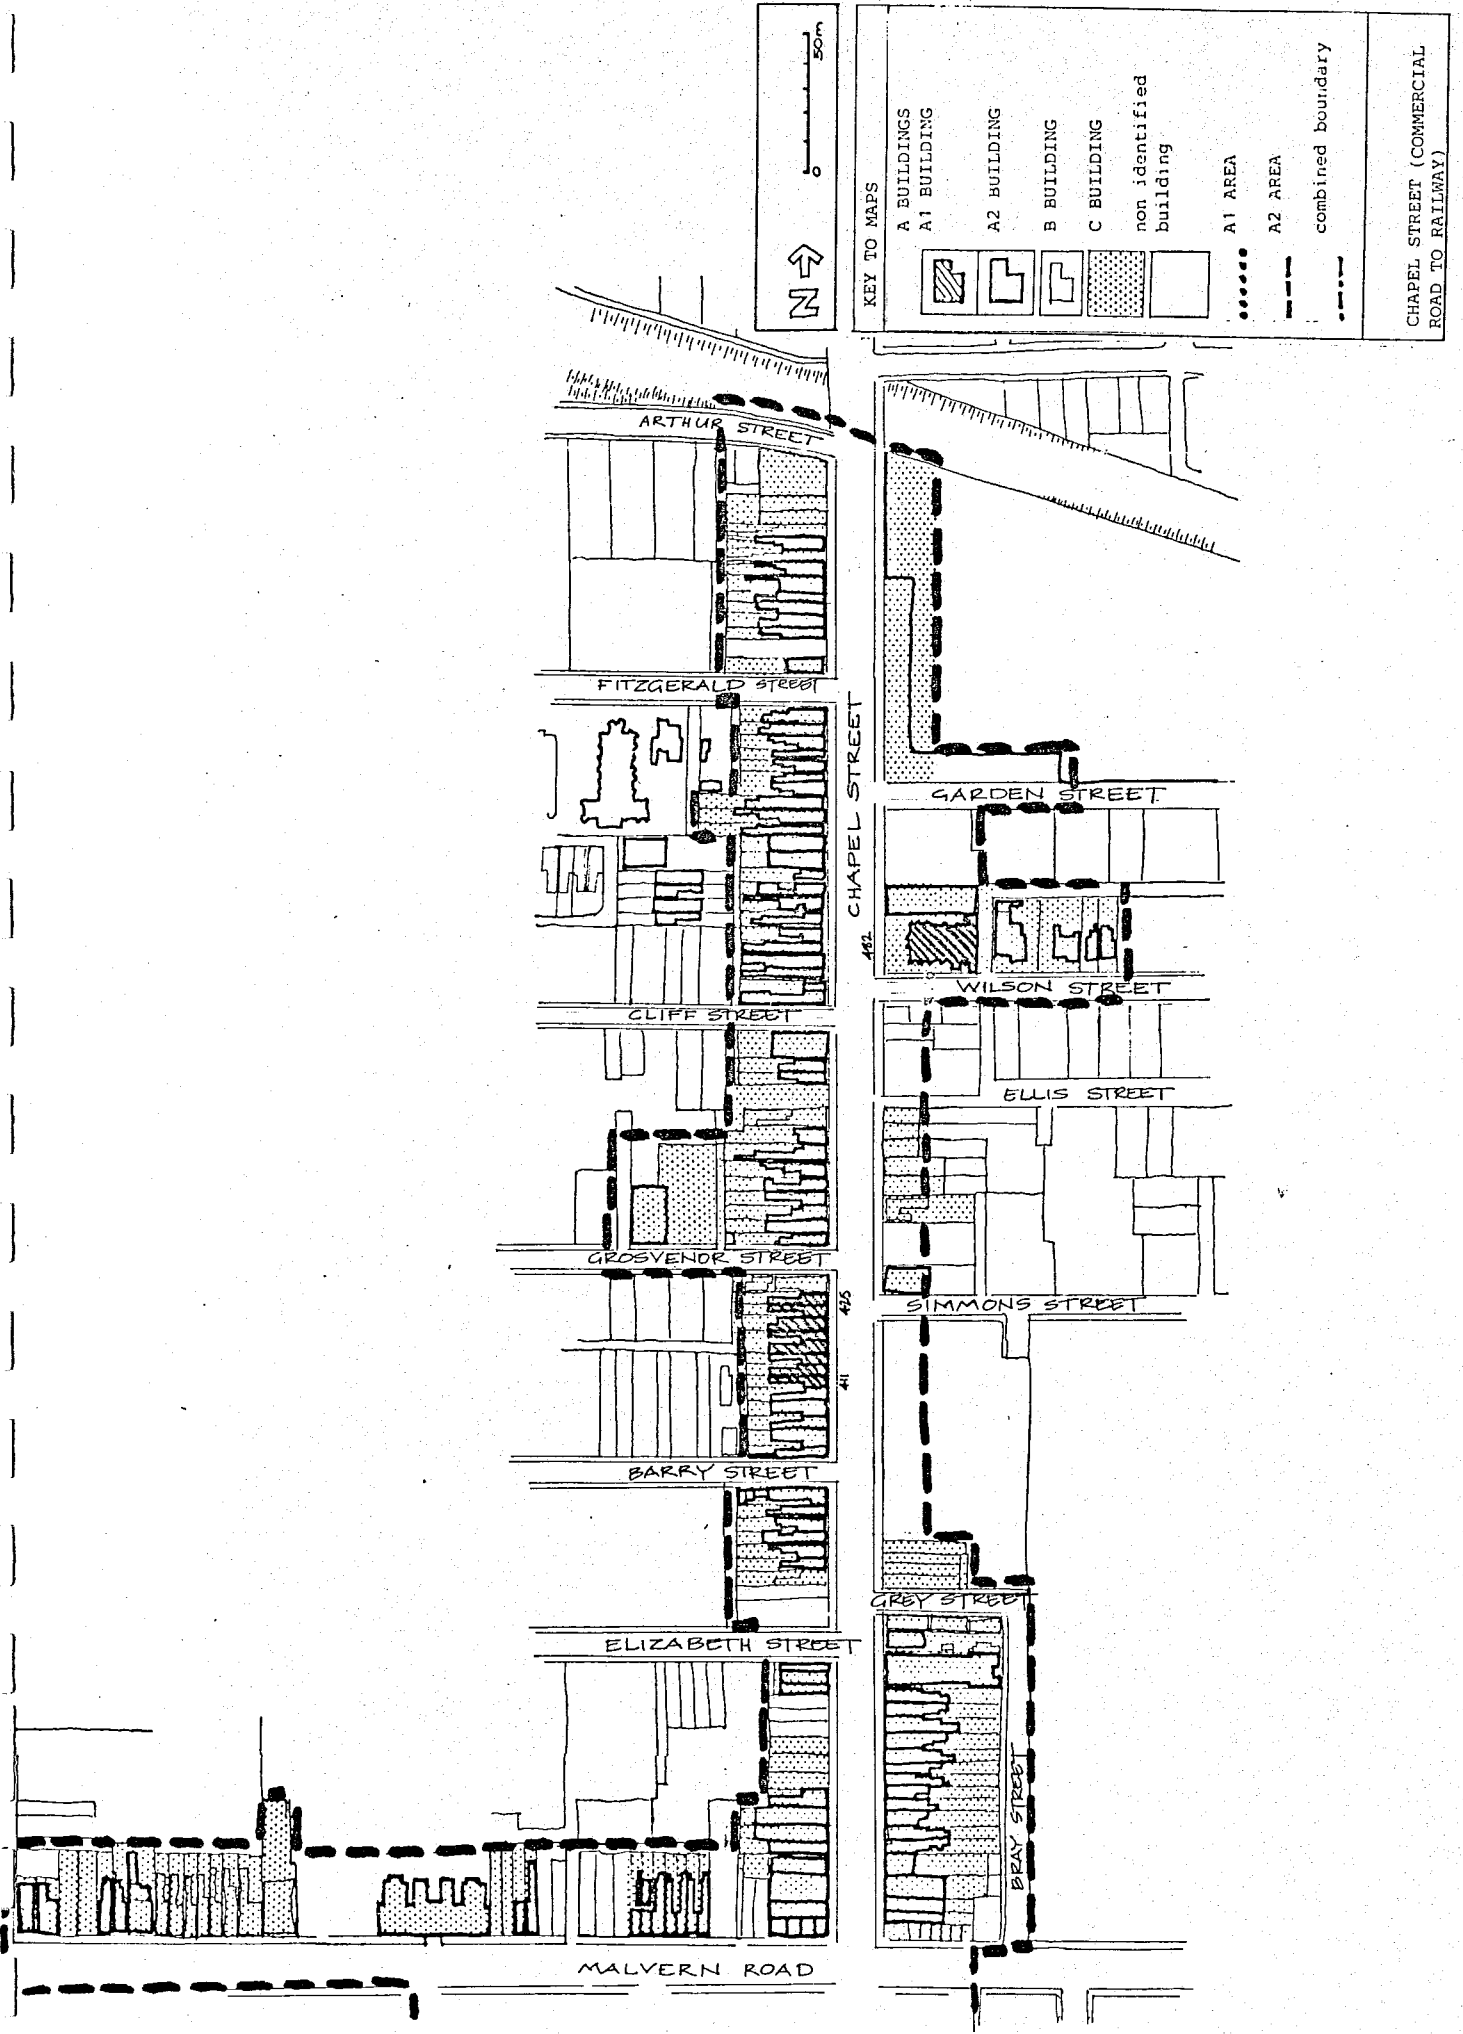 0 50m
N
KEY TO MAPS
A BUILDINGS
A1 BUILDING
A2 BUILDING
B BUILDING
C BUILDING
non identified
building
A1 AREA
A2 AREA
combined boundary
CHAPEL STREET (COMMERCIAL
ROAD TO RAILWAY)
ARTHUR STREET
FITZGERALD STREET
CHAPEL STREET
GARDEN STREET
482
WILSON STREET
CLIFF STREET
ELLIS STREET
GROSVENOR STREET
425
SIMMONS STREET
411
BARRY STREET
GREY STREET
ELIZABETH STREET
BRAY STREET
MALVERN ROAD